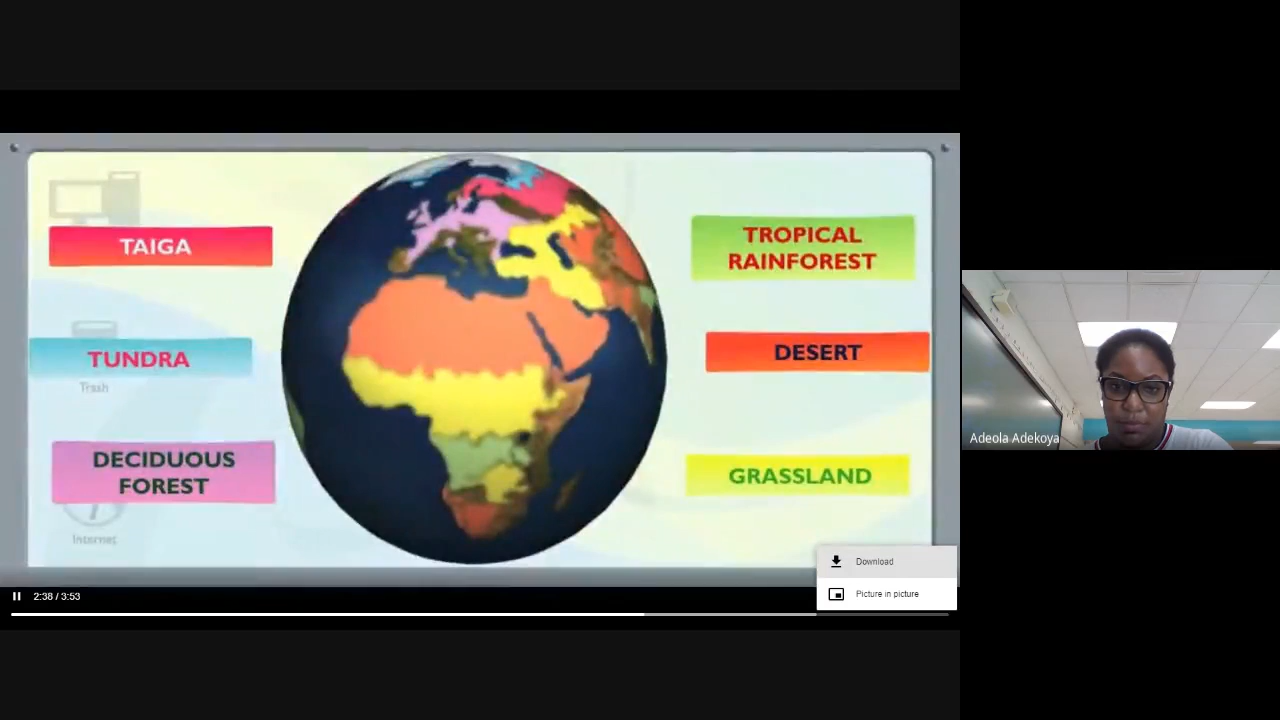 TAIGA
TROPICAL
RAINFOREST
TUNDRA
Trash
DESERT
DECIDUOUS
FOREST
GRASSLAND
Internet
Adeola Adekoya
Download
Picture in picture
2:38 / 3:53